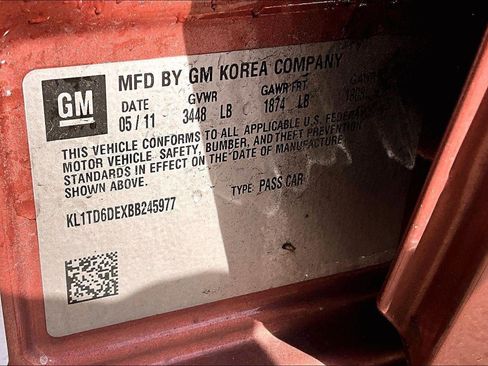 GM
MFD BY GM KOREA COMPANY
DATE GVWR GAWR FRT
05 / 11 3448 LB 1874 LB
THIS VEHICLE CONFORMS TO ALL APPLICABLE U.S. FEDERAL
MOTOR VEHICLE SAFETY, BUMPER, AND THEFT PREVENTION
STANDARDS IN EFFECT ON THE DATE OF MANUFACTURE
SHOWN ABOVE.
KL1TD6DEXBB245977 TYPE: PASS CAR